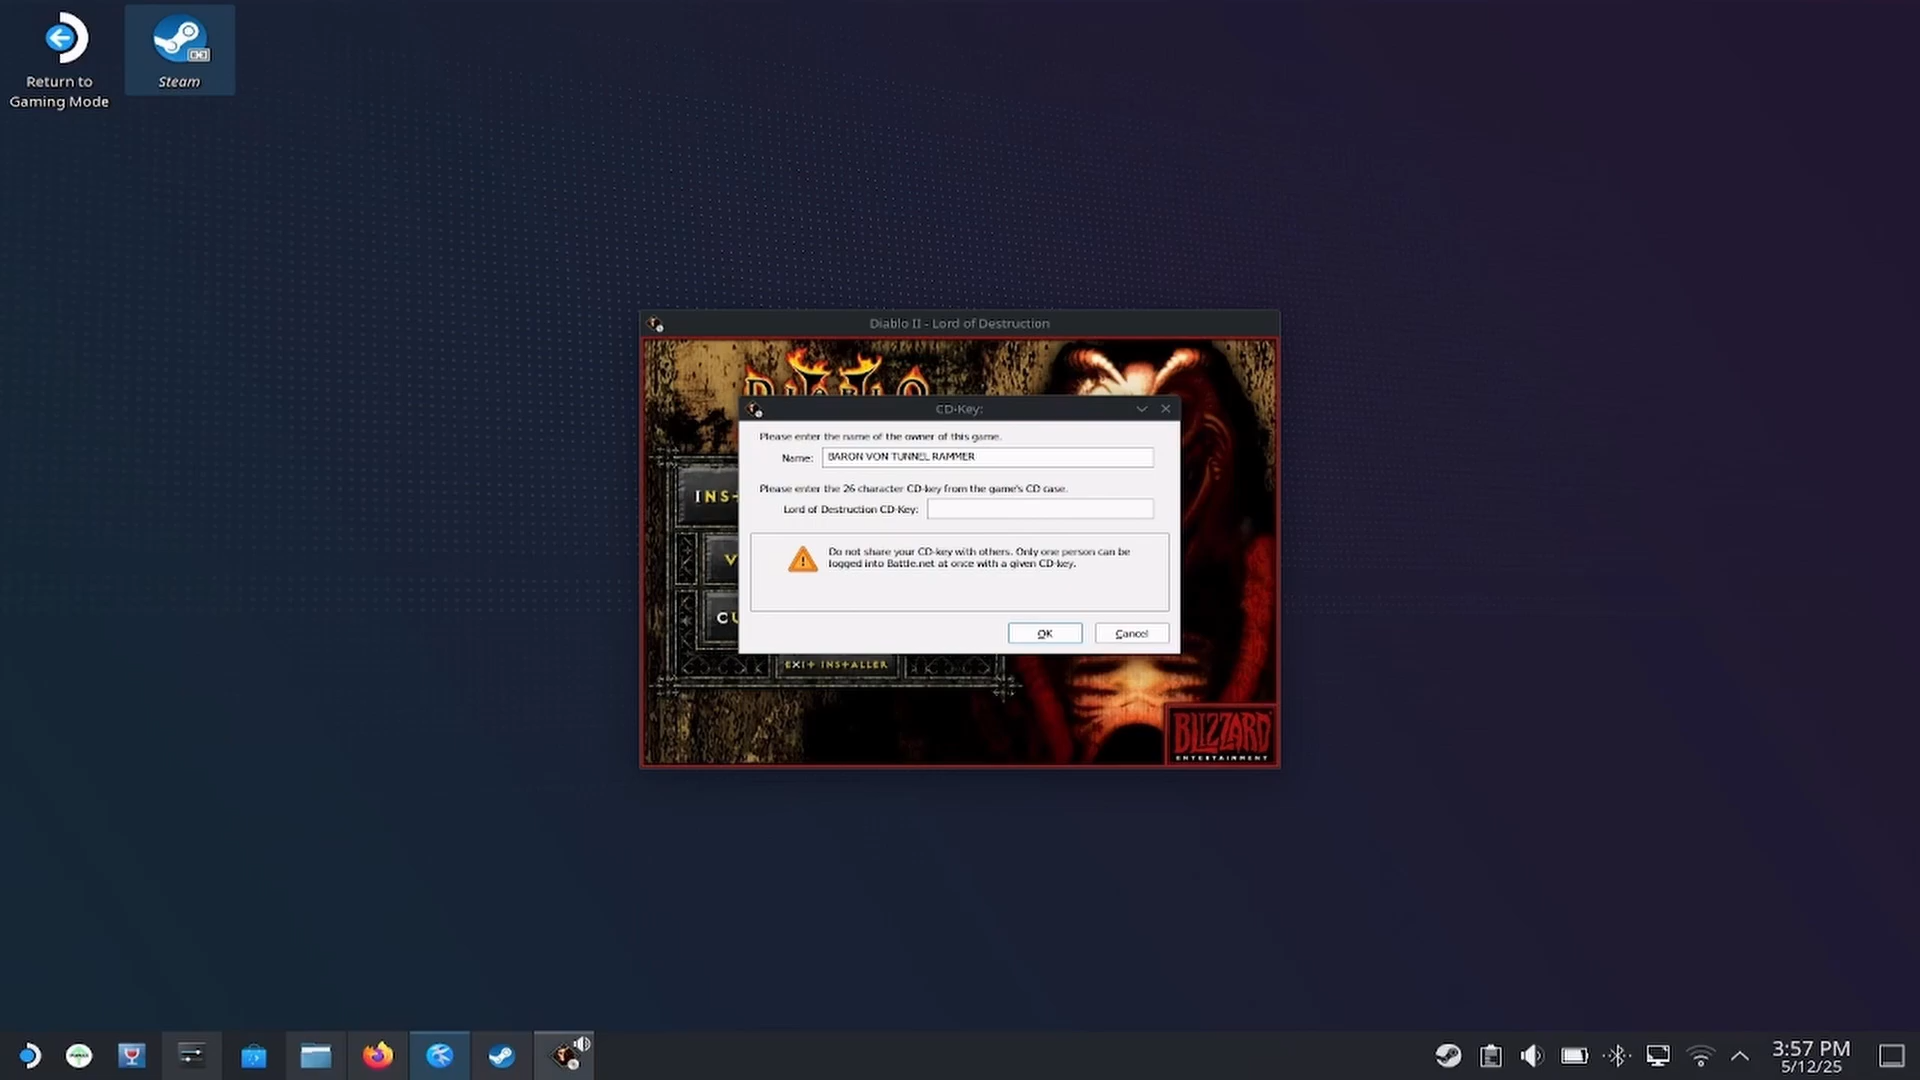 Return to
Gaming Mode
Steam
Diablo II - Lord of Destruction
DIABLO
CD-Key:
Please enter the name of the owner of this game.
Name: BARON VON TUNNEL RAMMER
Please enter the 26 character CD-key from the game's CD case.
Lord of Destruction CD-Key:
Do not share your CD-key with others. Only one person can be
logged into Battle.net at once with a given CD-key.
OK
Cancel
EXIT INSTALLER
BLIZZARD
ENTERTAINMENT
3:57 PM
5/12/25